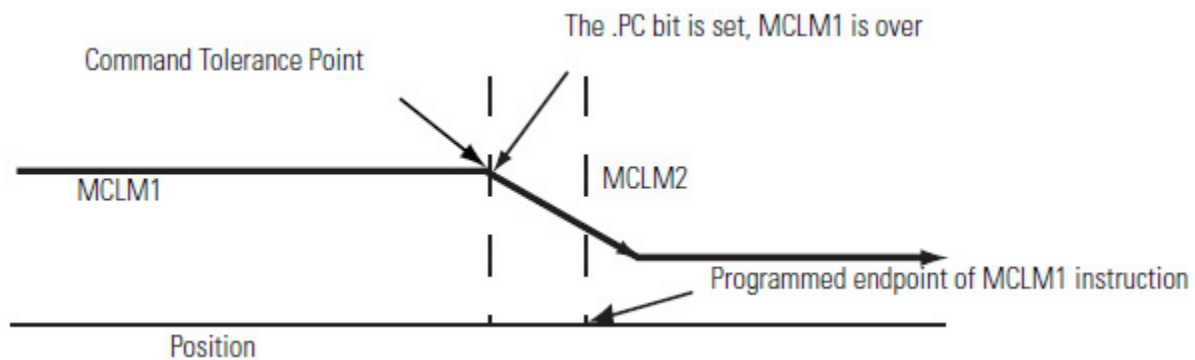 The .PC bit is set, MCLM1 is over
Command Tolerance Point
MCLM1
MCLM2
Programmed endpoint of MCLM1 instruction
Position